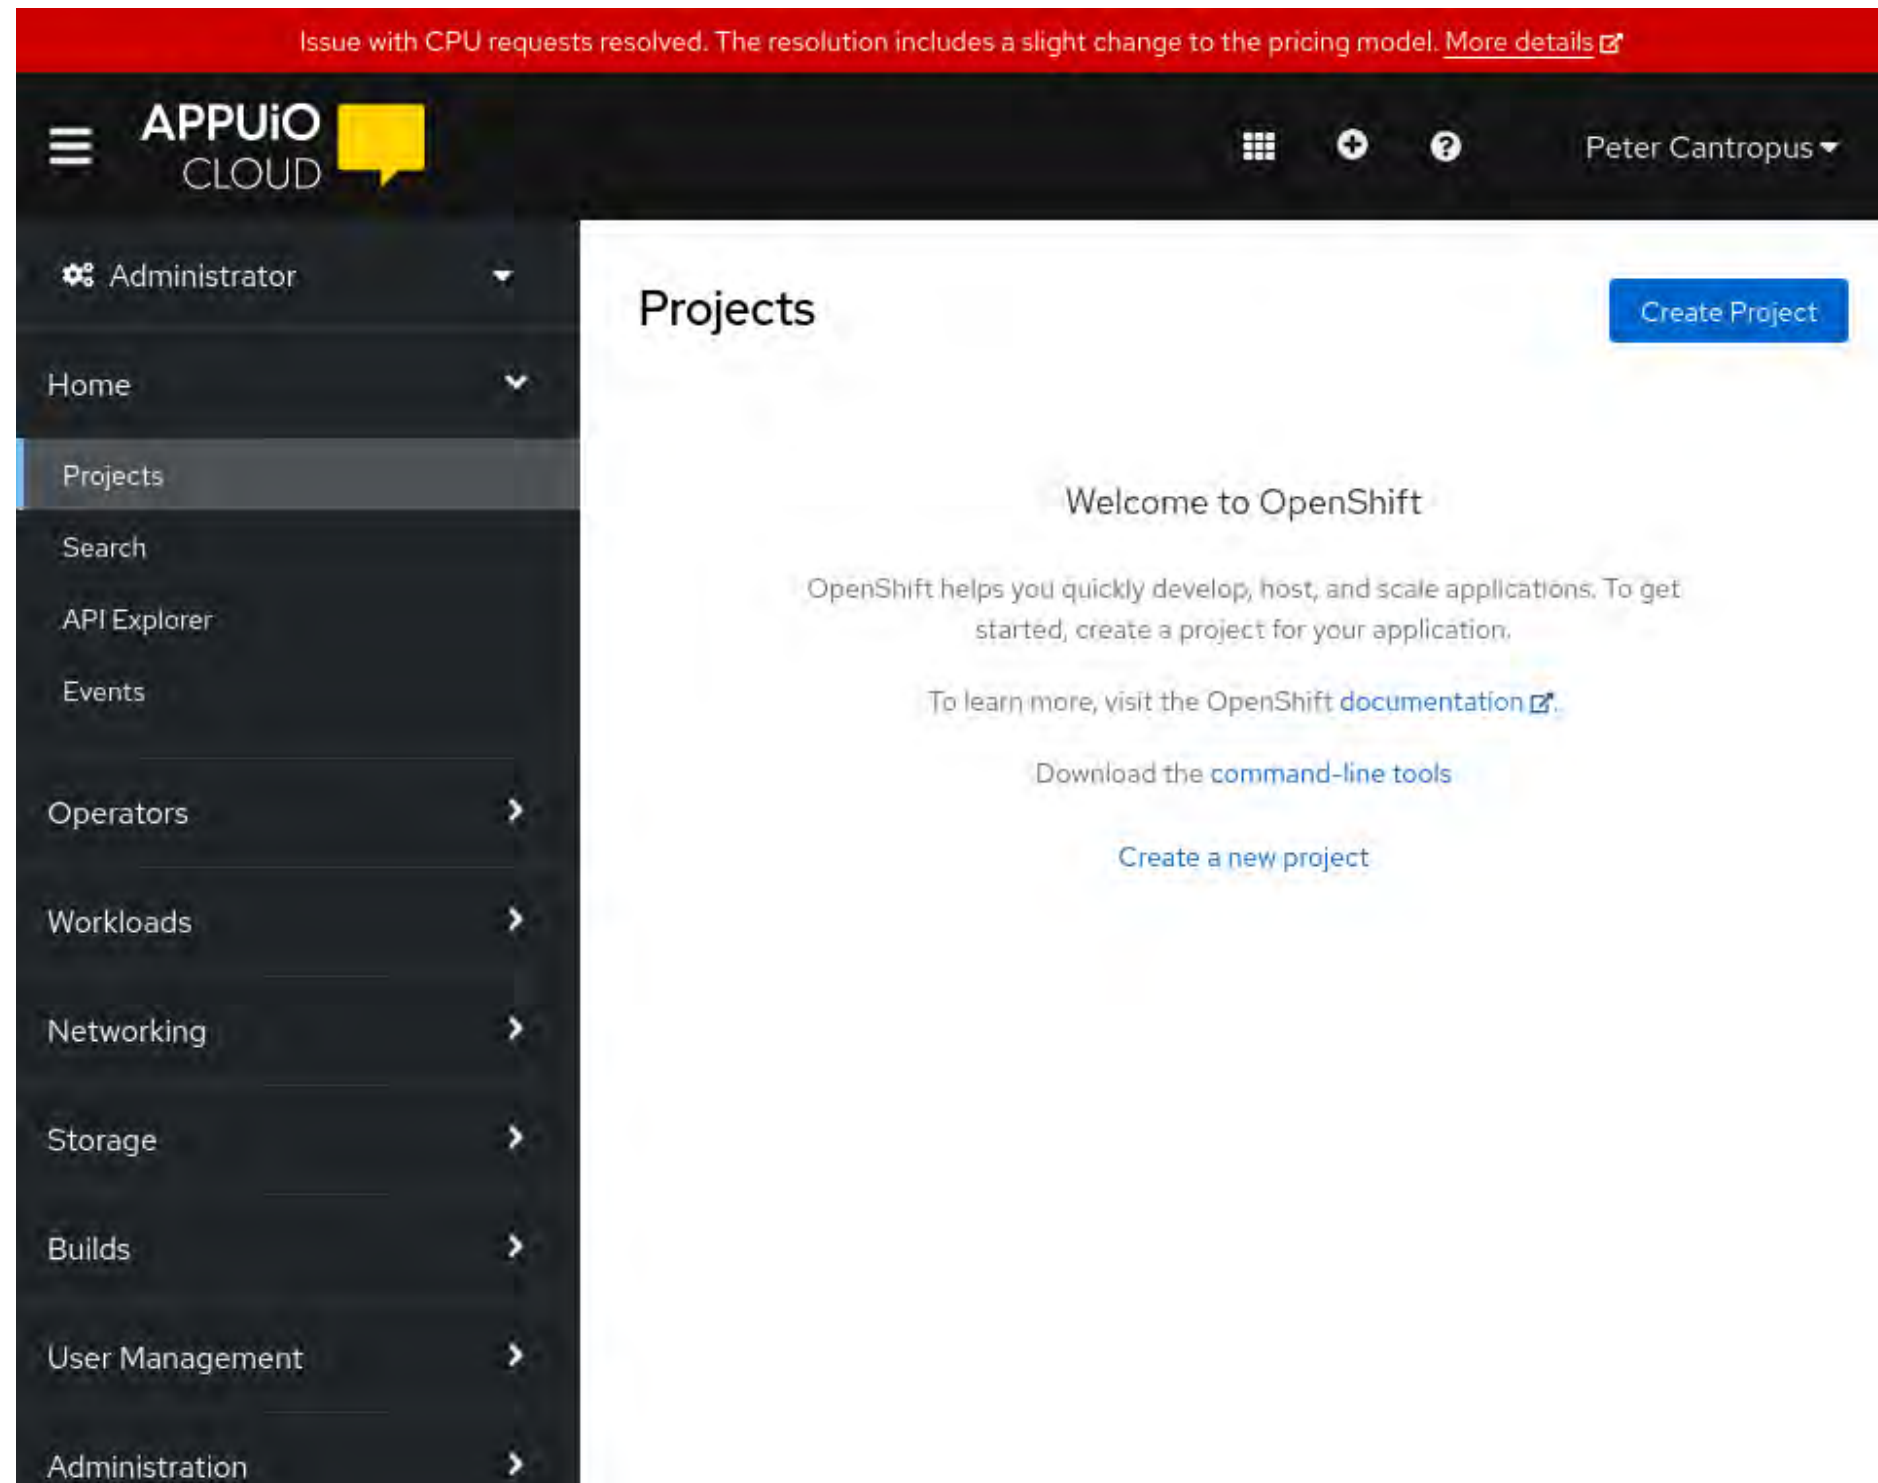 Issue with CPU requests resolved. The resolution includes a slight change to the pricing model. More details
APPUiO
CLOUD
Peter Cantropus
Administrator
Home
Projects
Search
API Explorer
Events
Operators
Workloads
Networking
Storage
Builds
User Management
Administration
Projects
Create Project
Welcome to OpenShift
OpenShift helps you quickly develop, host, and scale applications. To get
started, create a project for your application.
To learn more, visit the OpenShift documentation.
Download the command-line tools
Create a new project